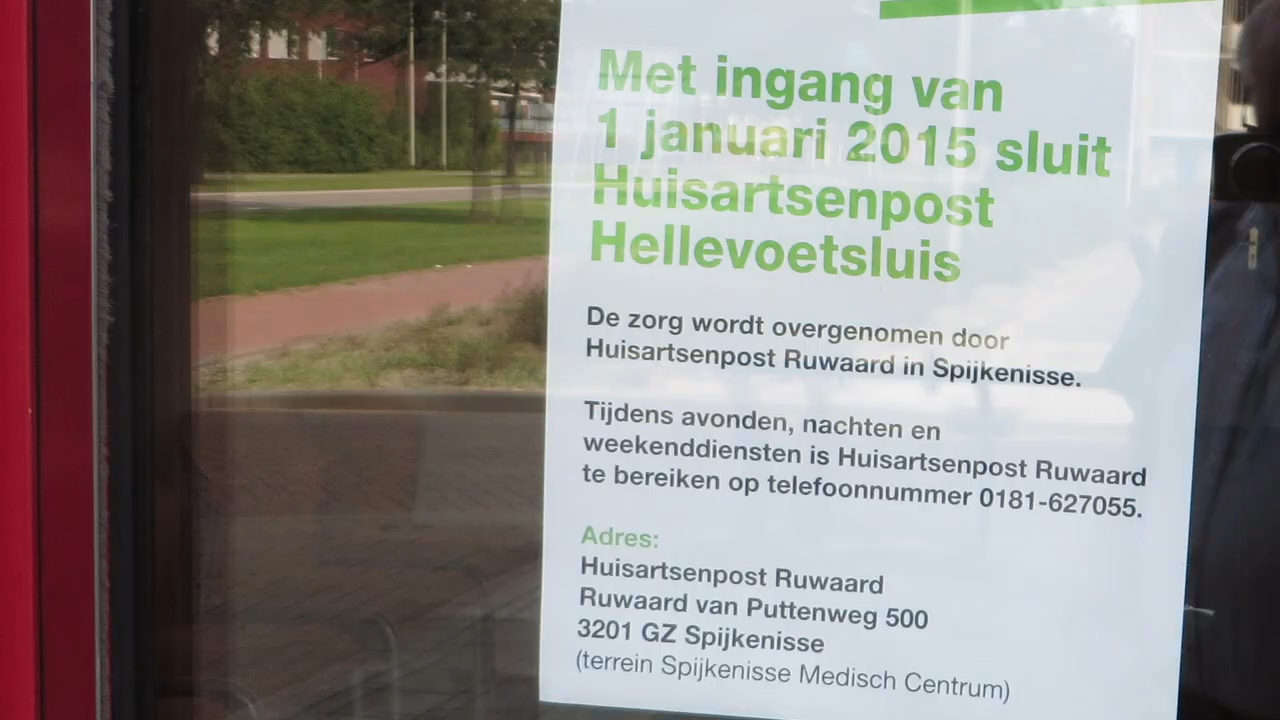 Met ingang van
1 januari 2015 sluit
Huisartsenpost
Hellevoetsluis
De zorg wordt overgenomen door
Huisartsenpost Ruwaard in Spijkenisse.
Tijdens avonden, nachten en
weekenddiensten is Huisartsenpost Ruwaard
te bereiken op telefoonnummer 0181-627055.
Adres:
Huisartsenpost Ruwaard
Ruwaard van Puttenweg 500
3201 GZ Spijkenisse
(terrein Spijkenisse Medisch Centrum)